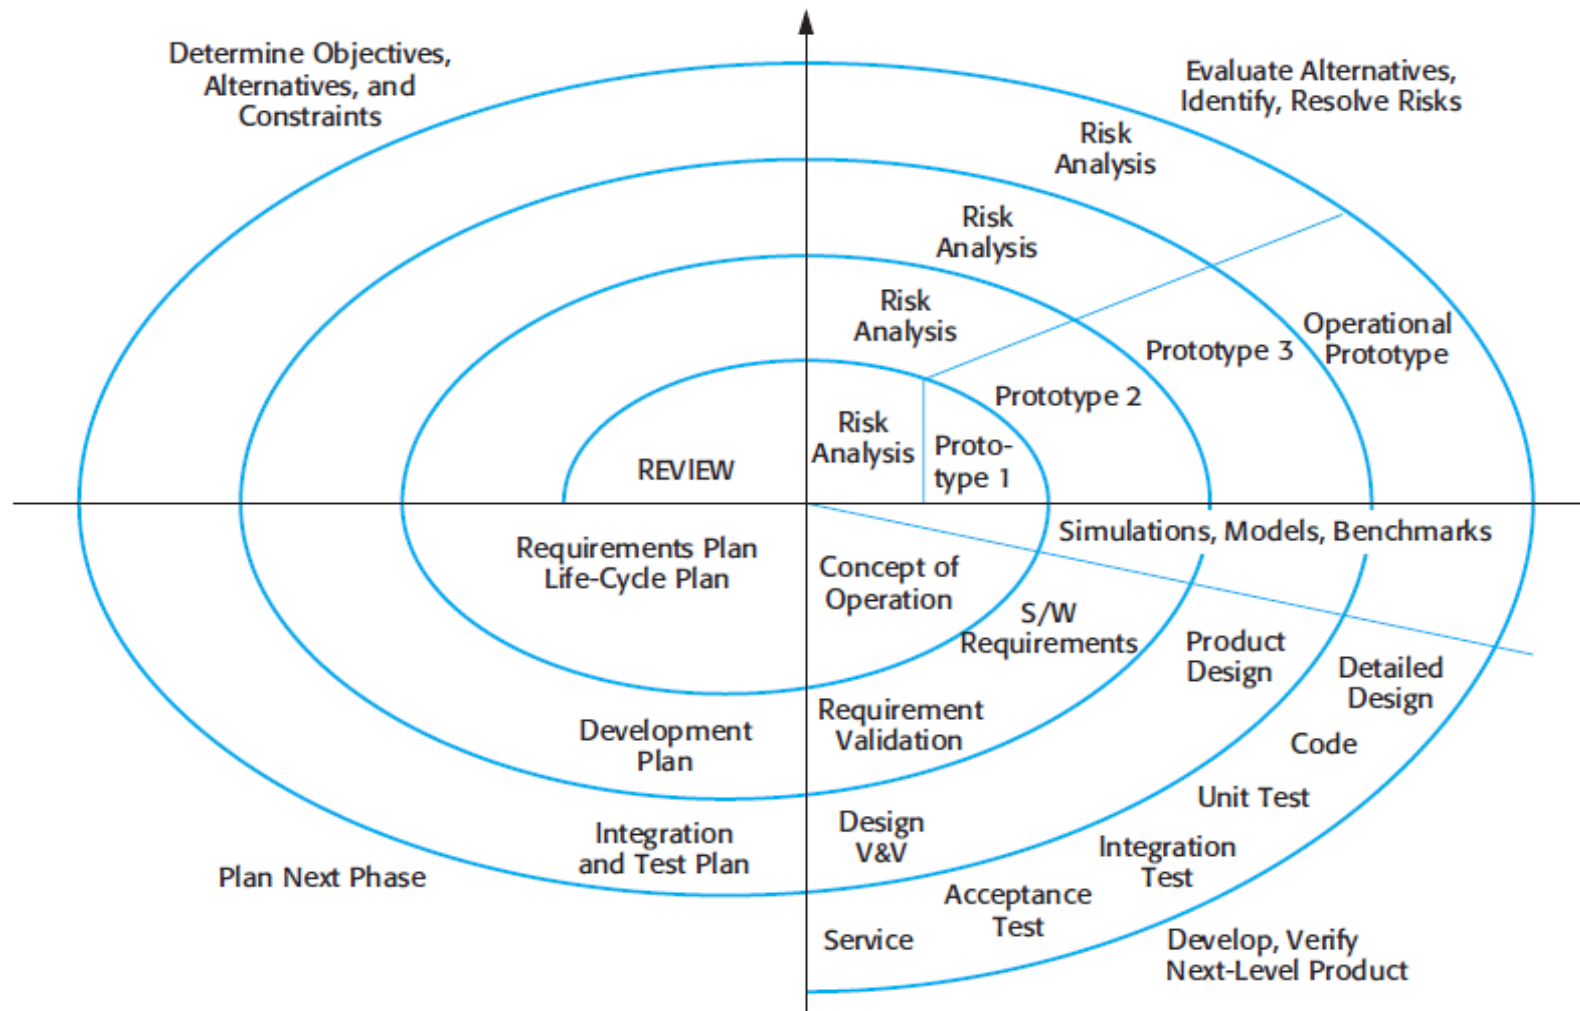 Determine Objectives,
Alternatives, and
Constraints
Evaluate Alternatives,
Identify, Resolve Risks
Risk
Analysis
Risk
Analysis
Risk
Analysis
Operational
Prototype
Prototype 3
Prototype 2
Risk
Analysis
Proto-
type 1
REVIEW
Requirements Plan
Life-Cycle Plan
Simulations, Models, Benchmarks
Concept of
Operation
S/W
Requirements
Product
Design
Detailed
Design
Development
Plan
Requirement
Validation
Code
Unit Test
Integration
and Test Plan
Design
V&V
Integration
Test
Plan Next Phase
Acceptance
Test
Service
Develop, Verify
Next-Level Product